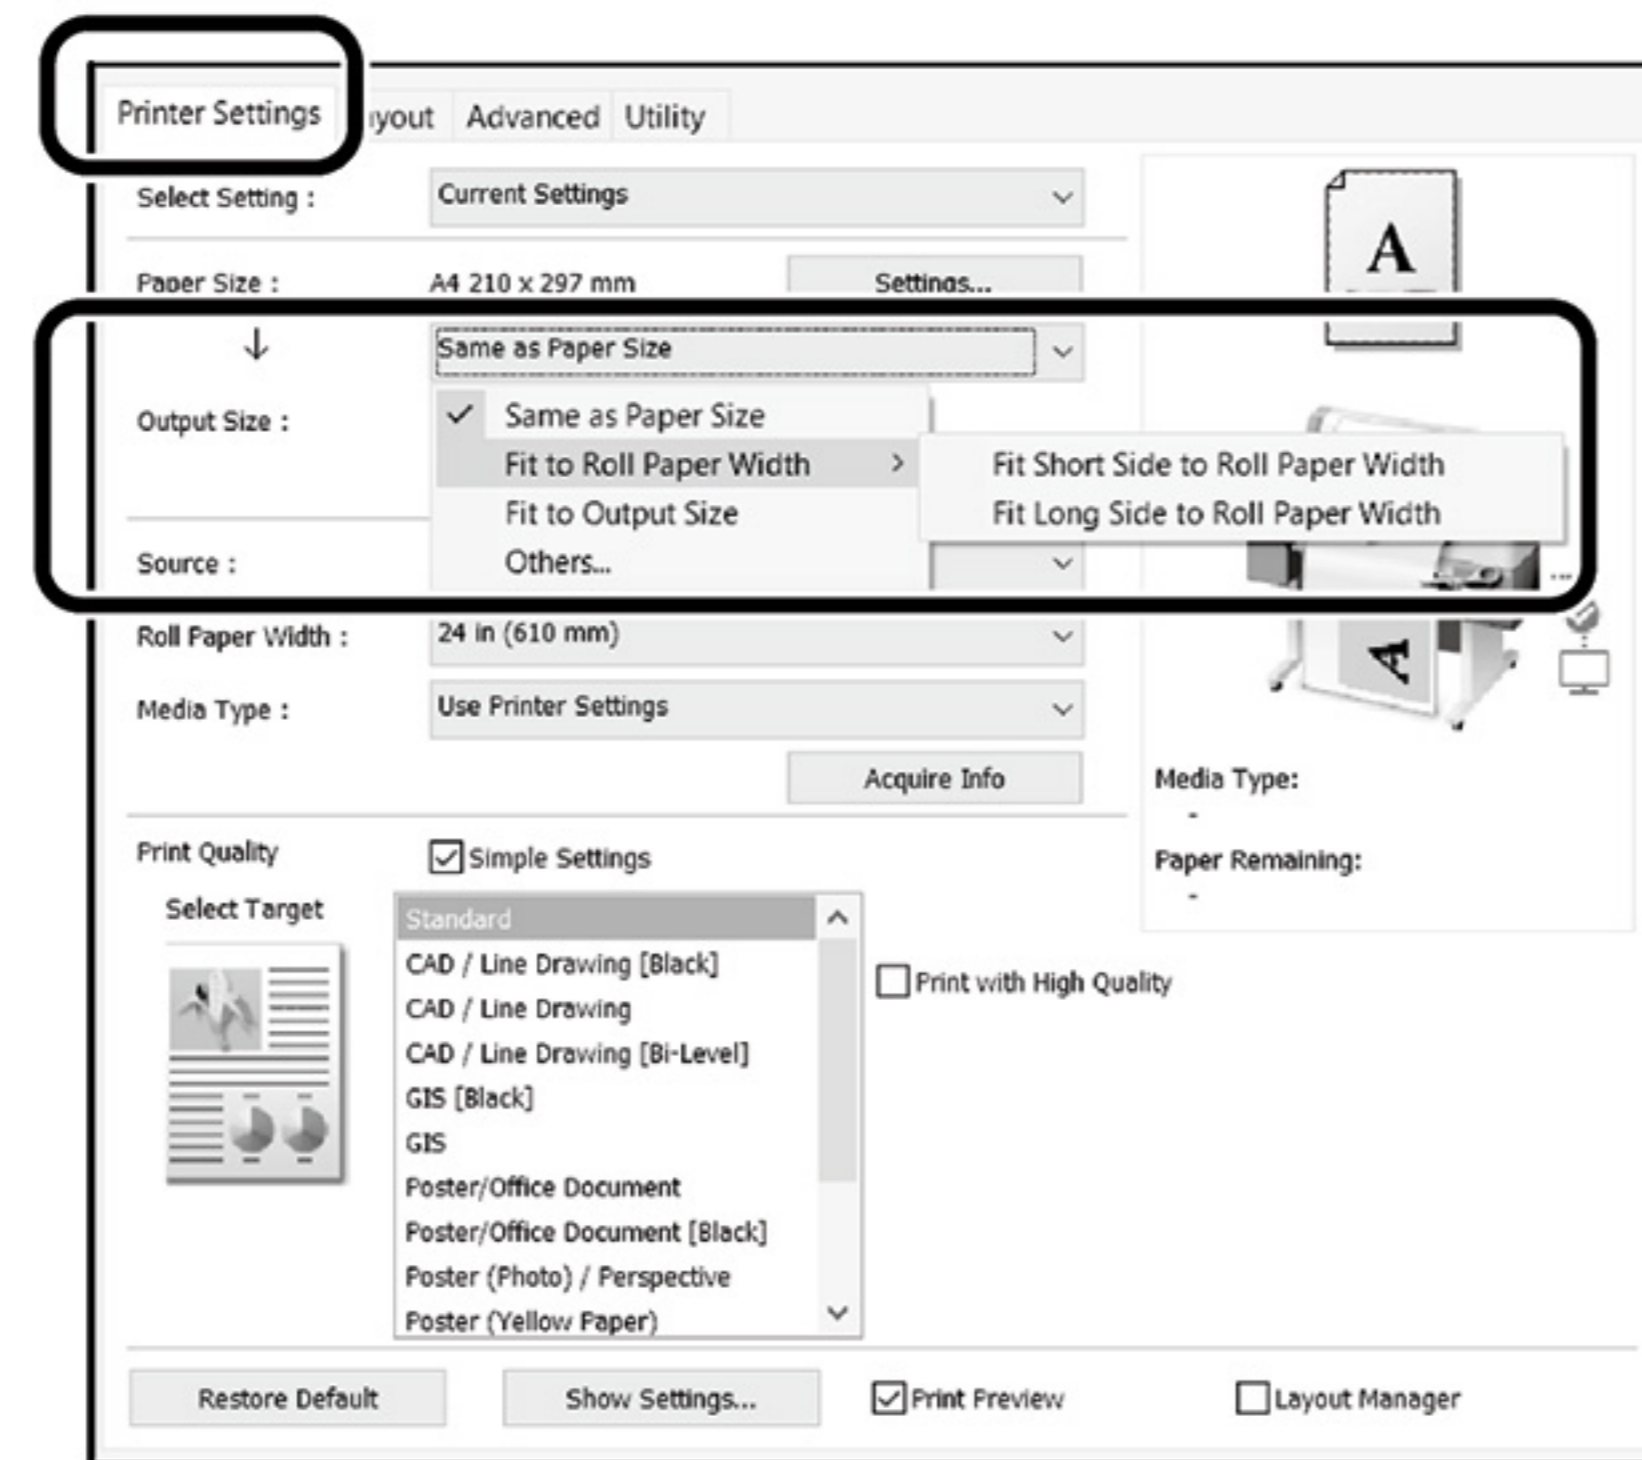 Printer Settings
yout
Advanced
Utility
Select Setting :
Current Settings
Paper Size :
A4 210 x 297 mm
Settings...
A
Same as Paper Size
Output Size :
Same as Paper Size
Fit to Roll Paper Width
Fit Short Side to Roll Paper Width
Fit to Output Size
Fit Long Side to Roll Paper Width
Source :
Others...
...
Roll Paper Width :
24 in (610 mm)
A
Media Type :
Use Printer Settings
Acquire Info
Media Type:
-
Paper Remaining:
-
Print Quality
Simple Settings
Select Target
Standard
CAD / Line Drawing [Black]
CAD / Line Drawing
CAD / Line Drawing [Bi-Level]
GIS [Black]
GIS
Poster/Office Document
Poster/Office Document [Black]
Poster (Photo) / Perspective
Poster (Yellow Paper)
Print with High Quality
Restore Default
Show Settings...
Print Preview
Layout Manager